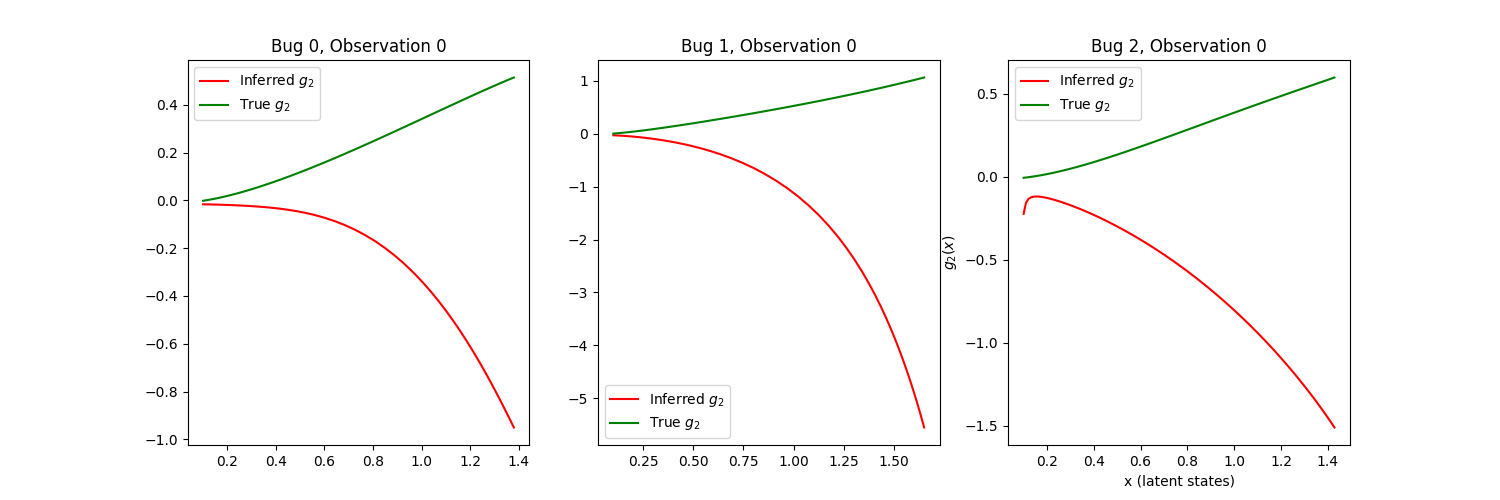 Bug 0, Observation 0
Inferred g₂
True g₂
0.4
0.2
0.0
−0.2
−0.4
−0.6
−0.8
−1.0
0.2 0.4 0.6 0.8 1.0 1.2 1.4
Bug 1, Observation 0
1
0
−1
−2
−3
−4
−5
Inferred g₂
True g₂
0.25 0.50 0.75 1.00 1.25 1.50
Bug 2, Observation 0
Inferred g₂
True g₂
g₂(x)
0.5
0.0
−0.5
−1.0
−1.5
0.2 0.4 0.6 0.8 1.0 1.2 1.4
x (latent states)